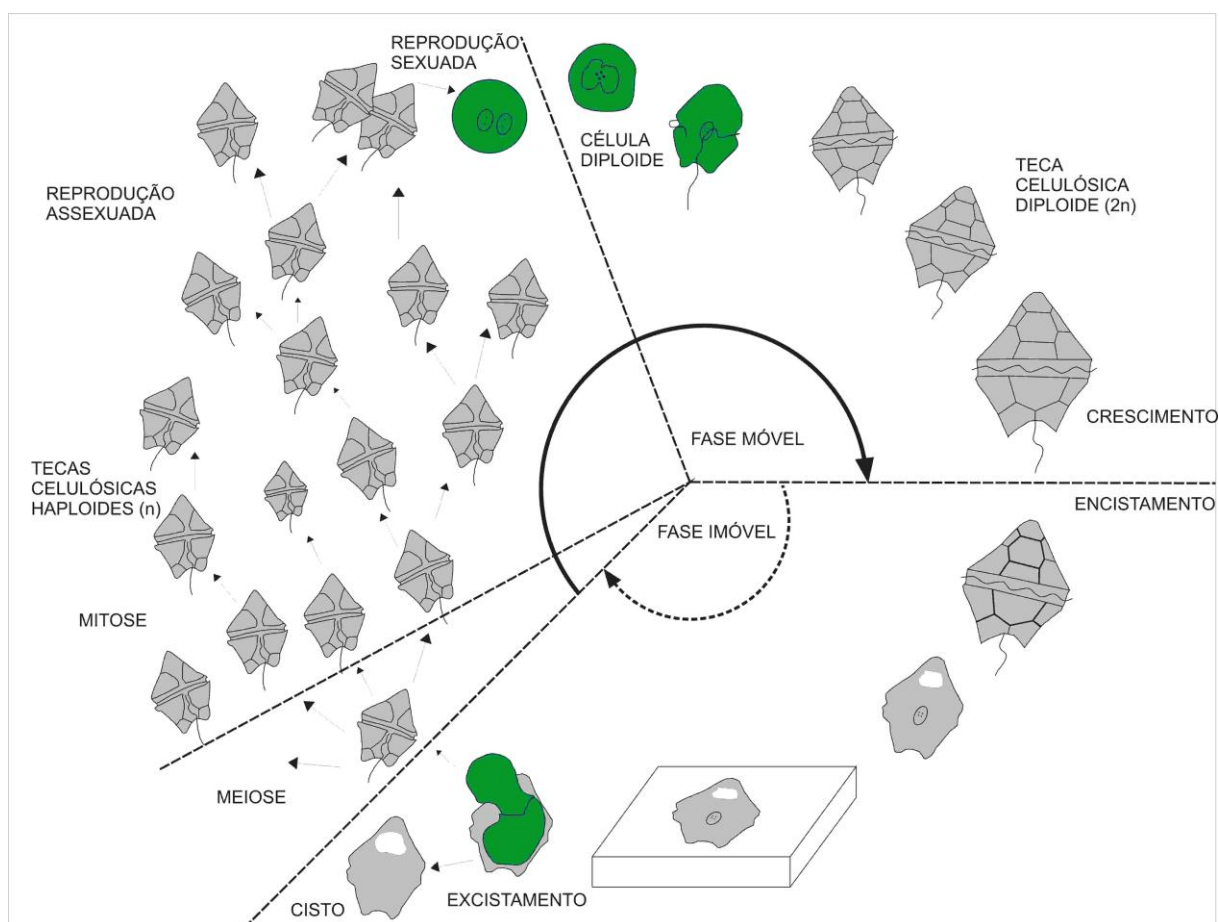 REPRODUÇÃO
SEXUADA
CÉLULA
DIPLOIDE
TECA
CELULÓSICA
DIPLOIDE (2n)
REPRODUÇÃO
ASSEXUADA
CRESCIMENTO
FASE MÓVEL
TECAS
CELULÓSICAS
HAPLOIDES (n)
ENCISTAMENTO
FASE IMÓVEL
MITOSE
MEIOSE
EXCISTAMENTO
CISTO